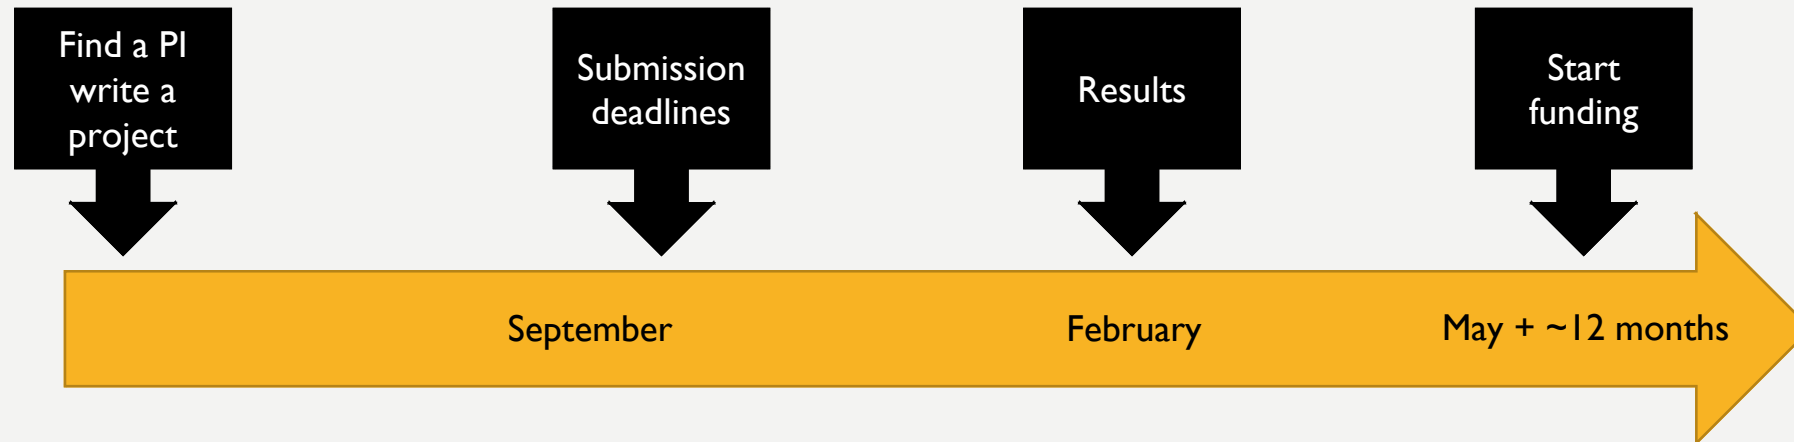 Find a PI
write a
project
Submission
deadlines
Results
Start
funding
September
February
May + ~12 months